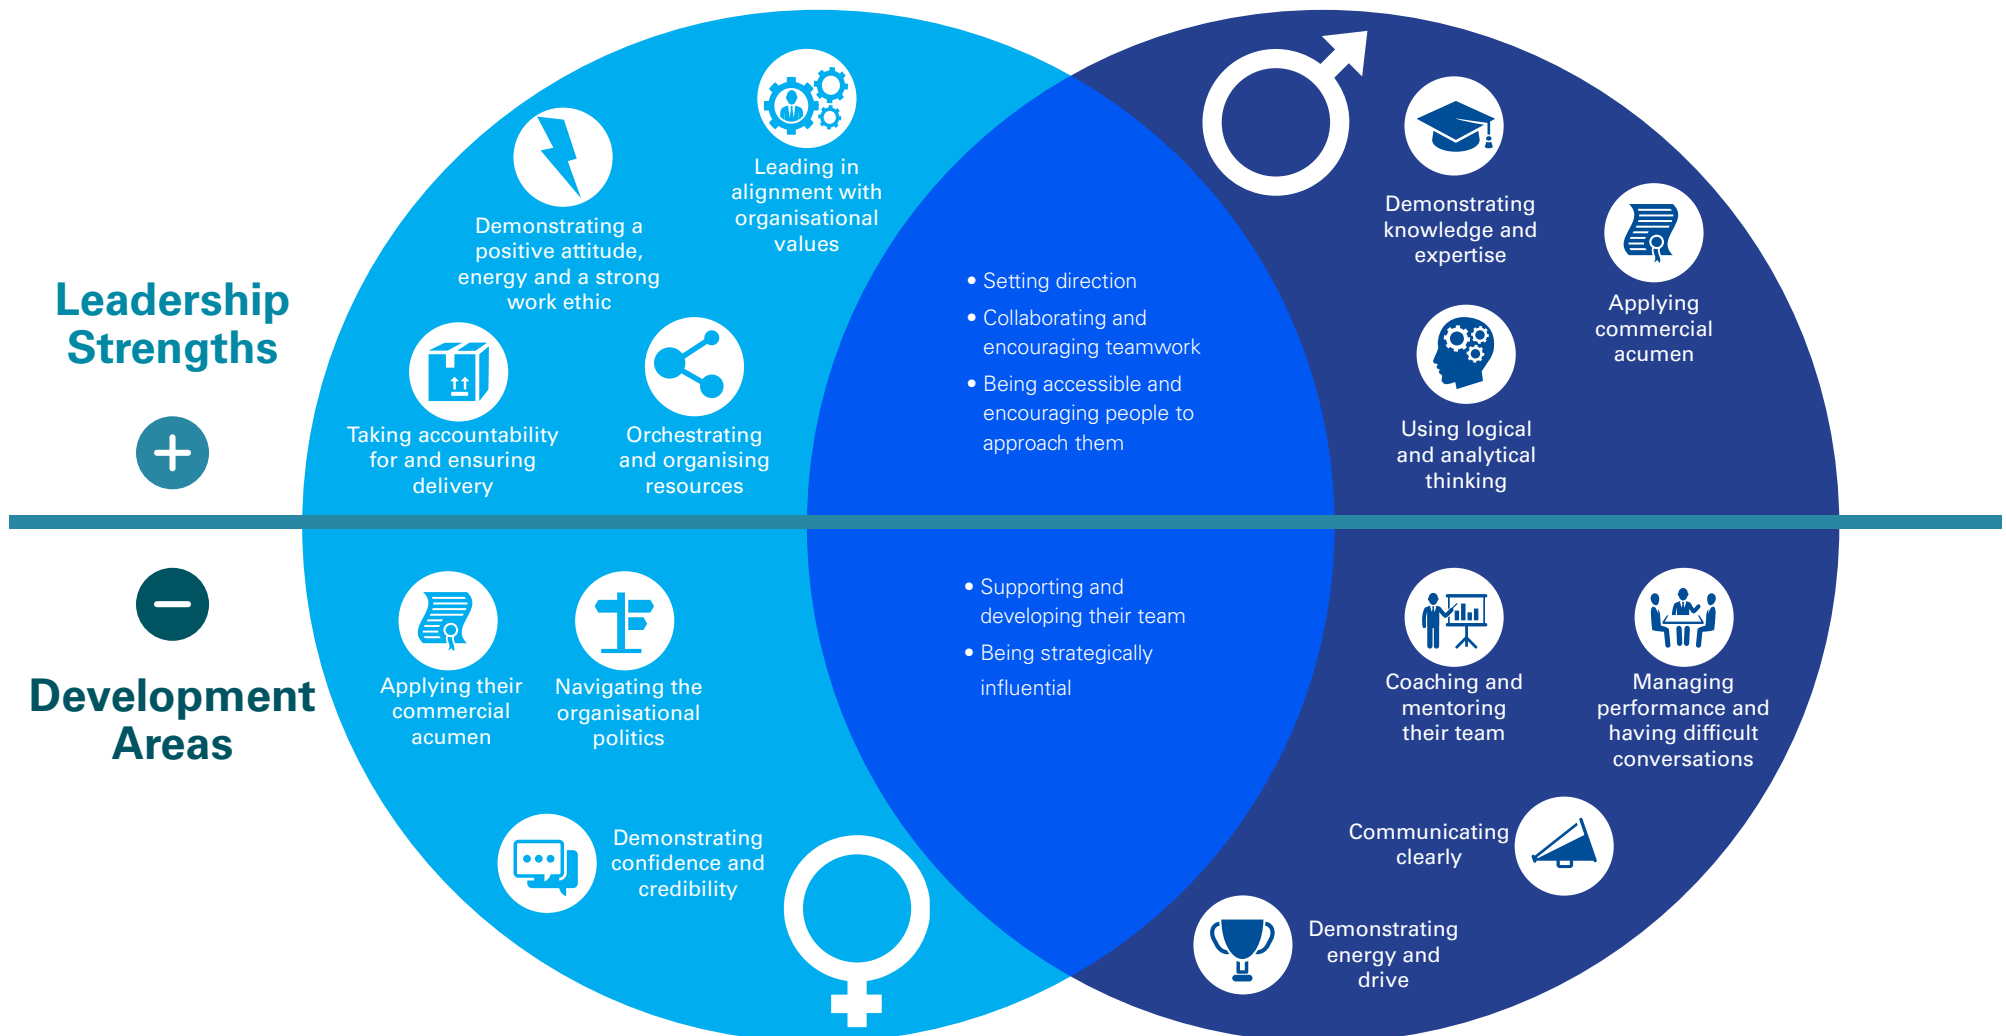 Leadership
Strengths
Leading in
alignment with
organisational
values
Demonstrating a
positive attitude,
energy and a strong
work ethic
Taking accountability
for and ensuring
delivery
Orchestrating
and organising
resources
• Setting direction
• Collaborating and
encouraging teamwork
• Being accessible and
encouraging people to
approach them
Demonstrating
knowledge and
expertise
Applying
commercial
acumen
Using logical
and analytical
thinking
Development
Areas
Applying their
commercial
acumen
Navigating the
organisational
politics
Demonstrating
confidence and
credibility
• Supporting and
developing their team
• Being strategically
influential
Coaching and
mentoring
their team
Managing
performance and
having difficult
conversations
Communicating
clearly
Demonstrating
energy and
drive